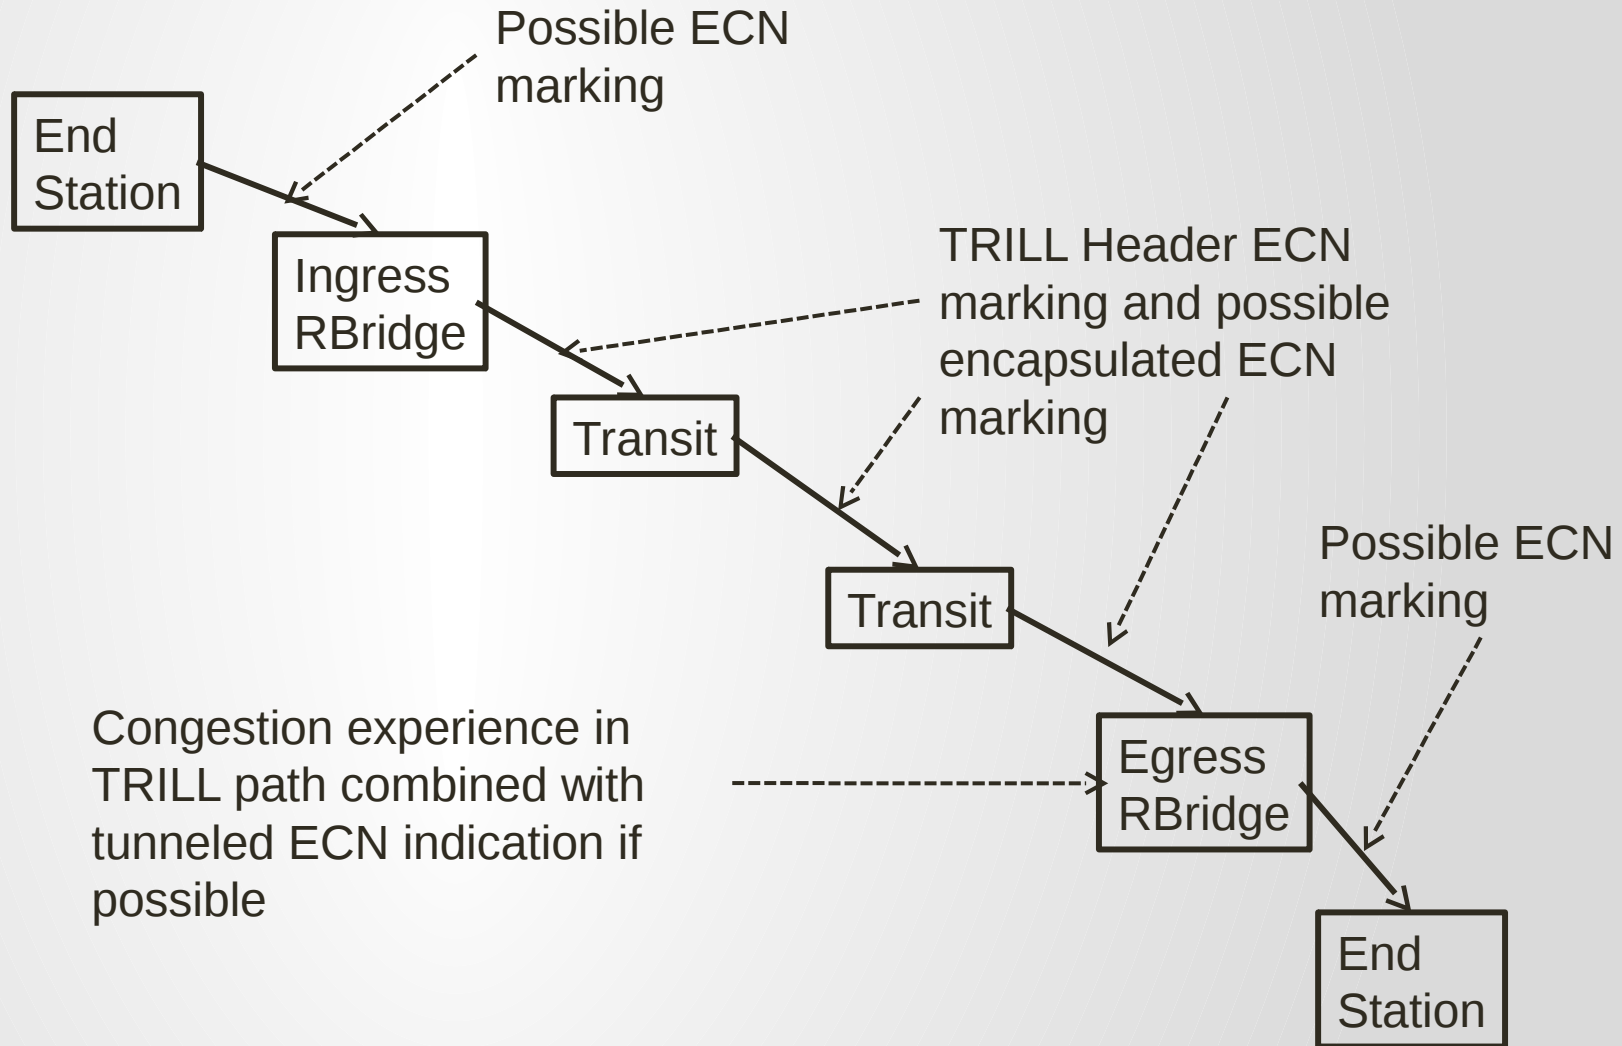 Possible ECN
marking
End
Station
Ingress
RBridge
TRILL Header ECN
marking and possible
encapsulated ECN
marking
Transit
Transit
Possible ECN
marking
Congestion experience in
TRILL path combined with
tunneled ECN indication if
possible
Egress
RBridge
End
Station